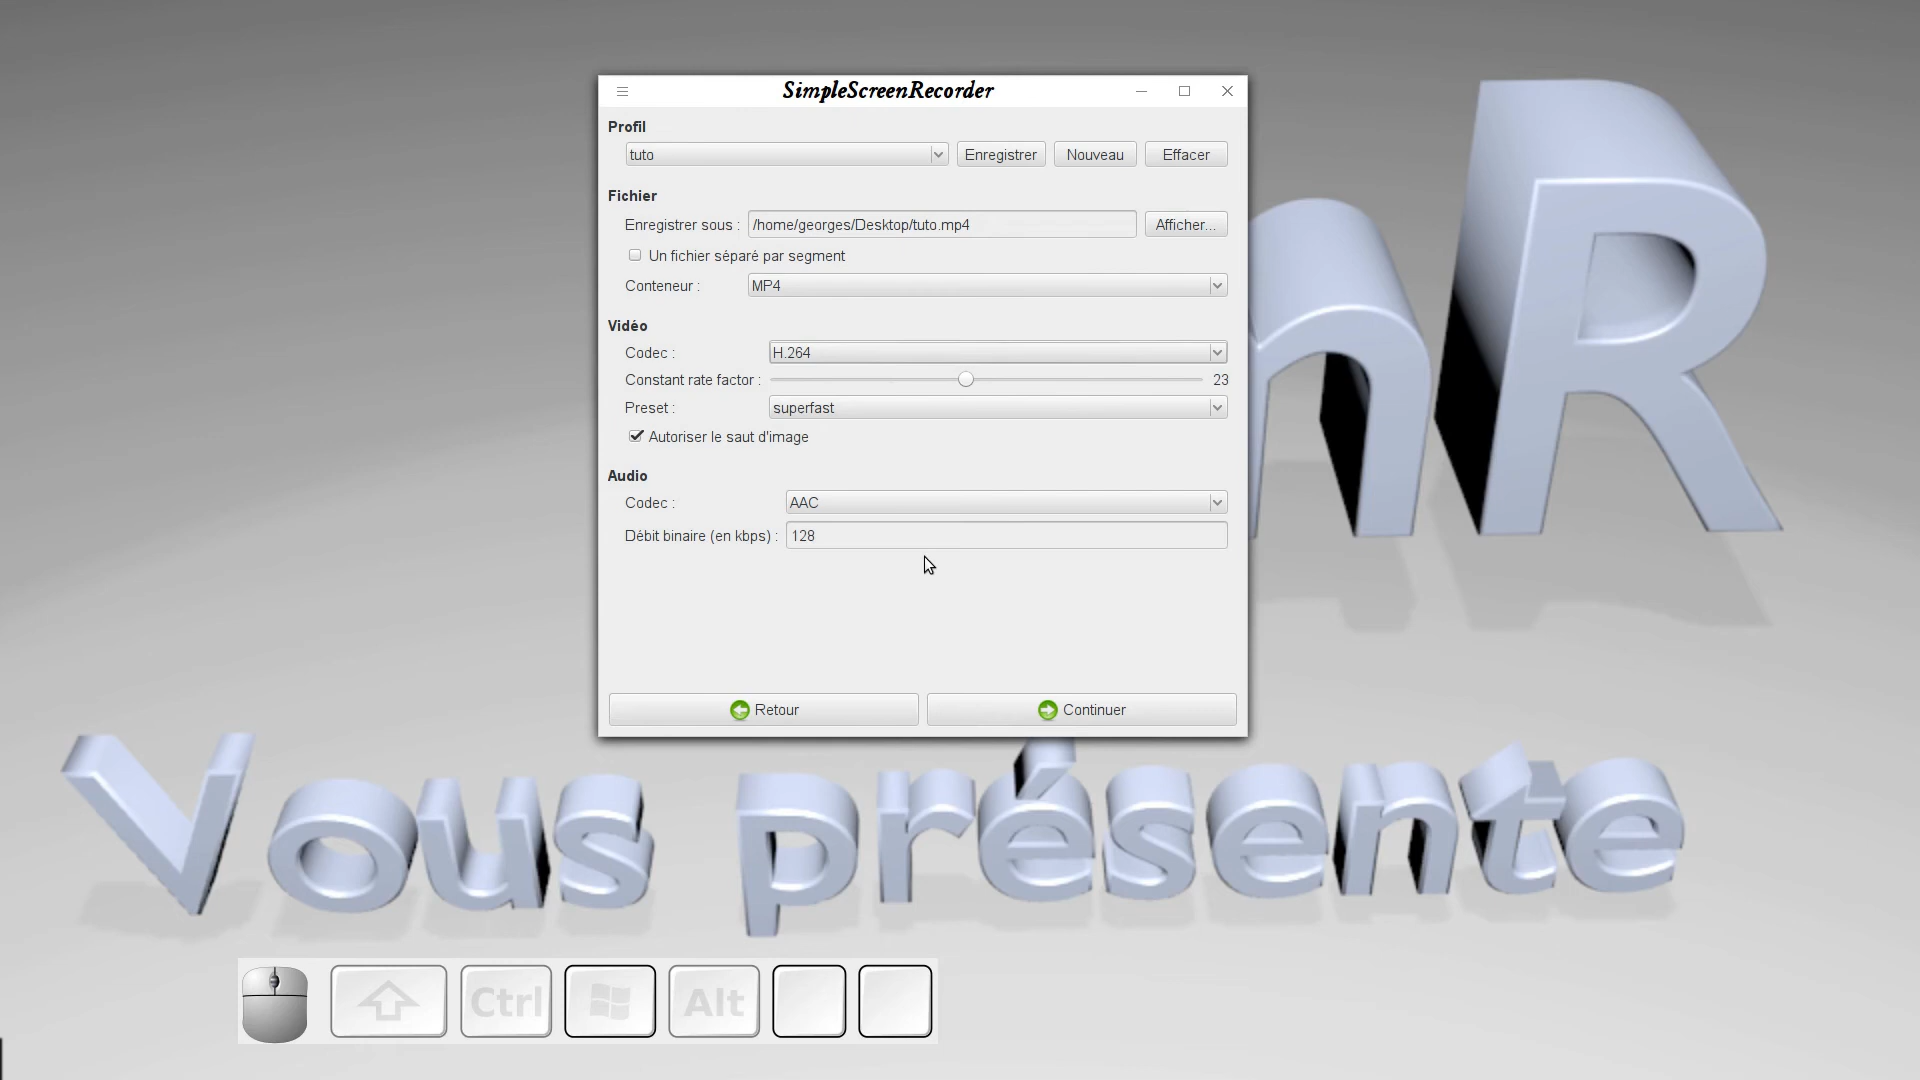 SimpleScreenRecorder
Profil
tuto
Enregistrer
Nouveau
Effacer
Fichier
Enregistrer sous :
/home/georges/Desktop/tuto.mp4
Afficher...
Un fichier séparé par segment
Conteneur :
MP4
Vidéo
Codec :
H.264
Constant rate factor :
23
Preset :
superfast
Autoriser le saut d'image
Audio
Codec :
AAC
Débit binaire (en kbps) :
128
Retour
Continuer
nR
Vous présente
Ctrl
Alt